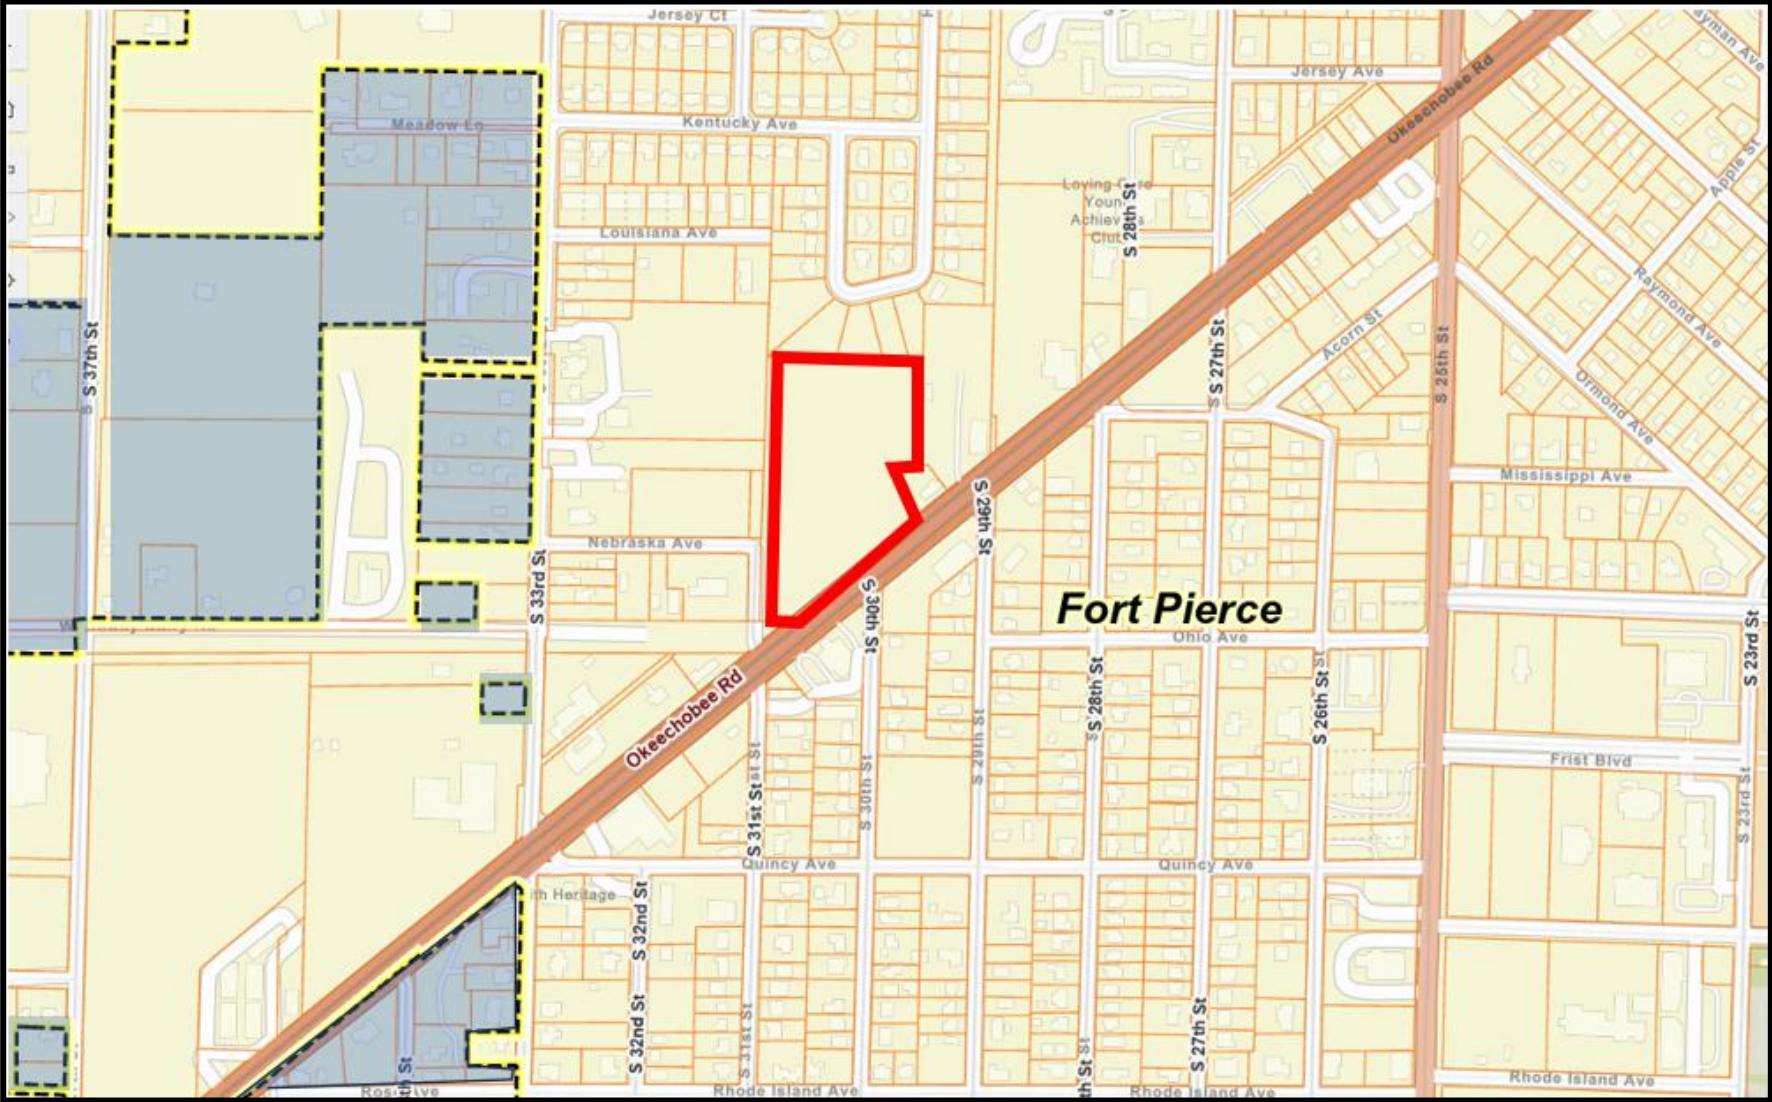 Jersey Ct
Jersey Ave
Okeechobee Rd
Meadow Ln
Kentucky Ave
Apple St
Loving Care
Young
Achievers
Club
S 28th St
Louisiana Ave
Raymond Ave
S 37th St
S 27th St
Acorn St
S 25th St
Ormond Ave
Mississippi Ave
S 29th St
Nebraska Ave
S 33rd St
S 30th St
Fort Pierce
Ohio Ave
S 23rd St
S 28th St
S 26th St
Okeechobee Rd
S 29th St
S 31st St
S 30th St
Frist Blvd
S 23rd St
Quincy Ave
Quincy Ave
Heritage
S 32nd St
S 32nd St
S 31st St
S 27th St
Rhode Island Ave
Rhode Island Ave
Rhode Island Ave